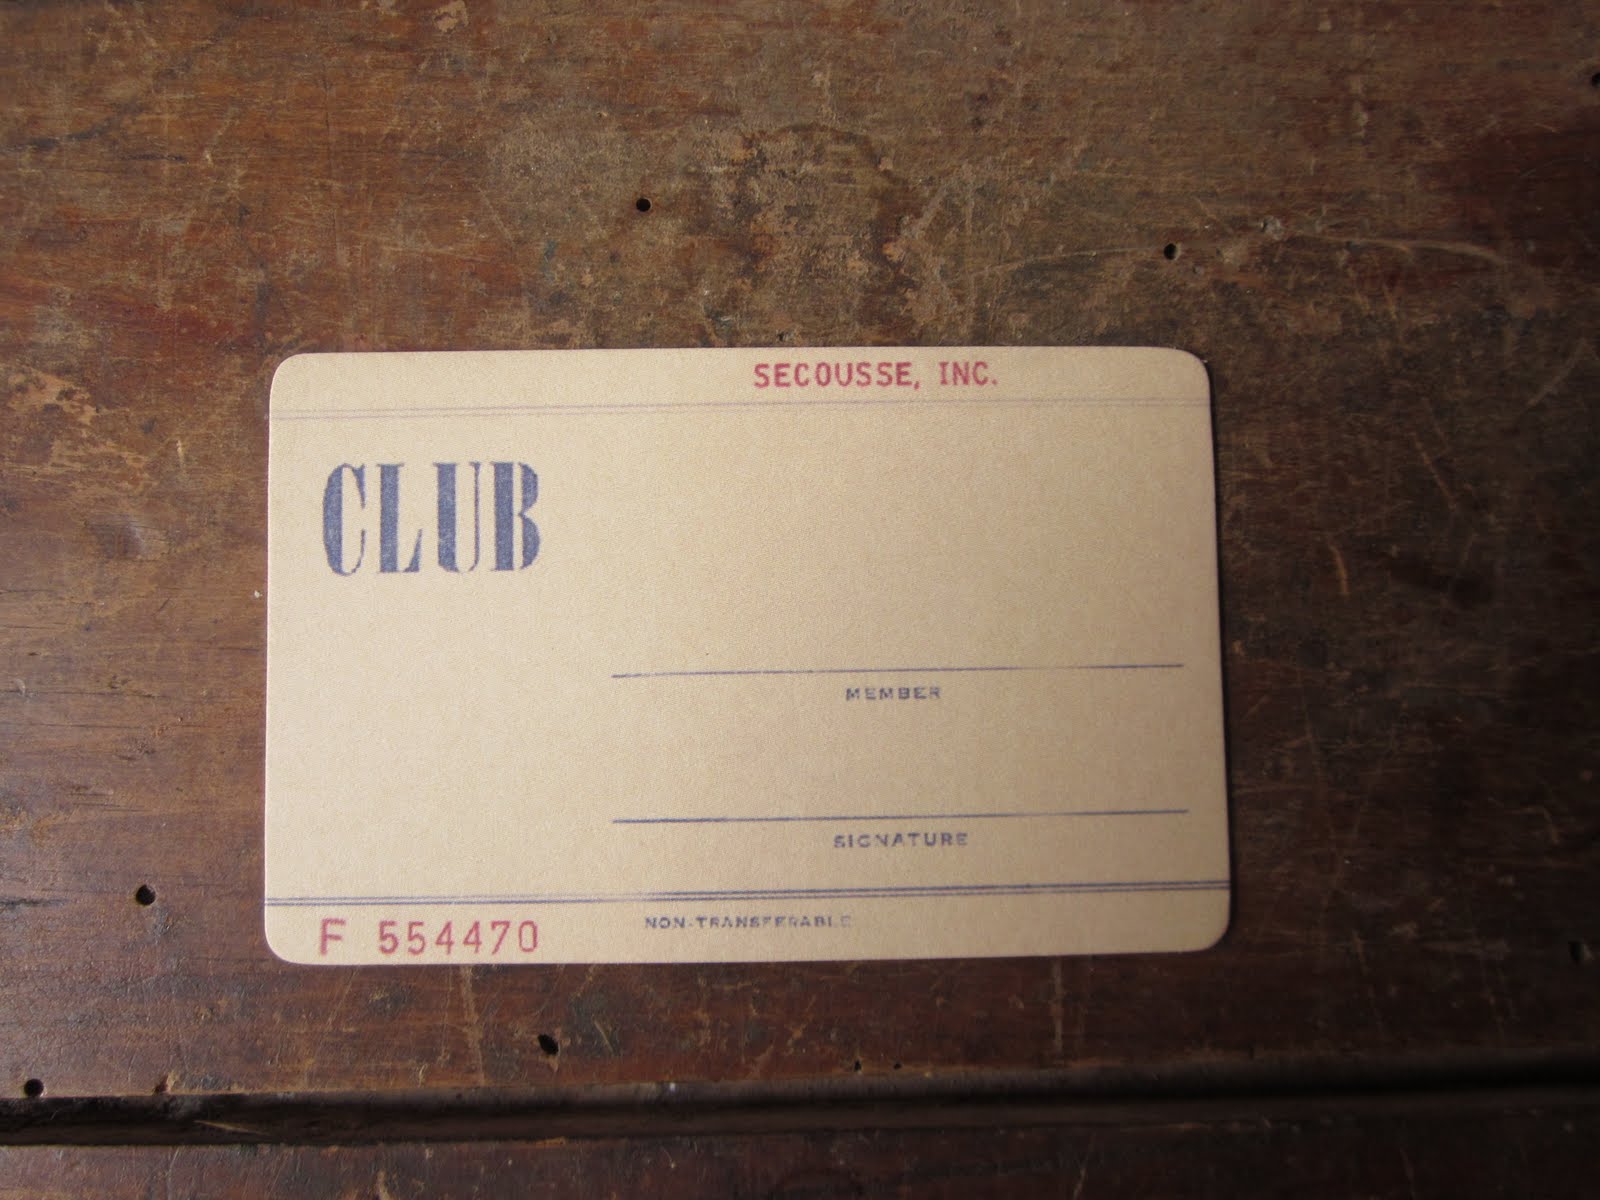 SECOUSSE, INC.
CLUB
MEMBER
SIGNATURE
F 554470
NON-TRANSFERABLE